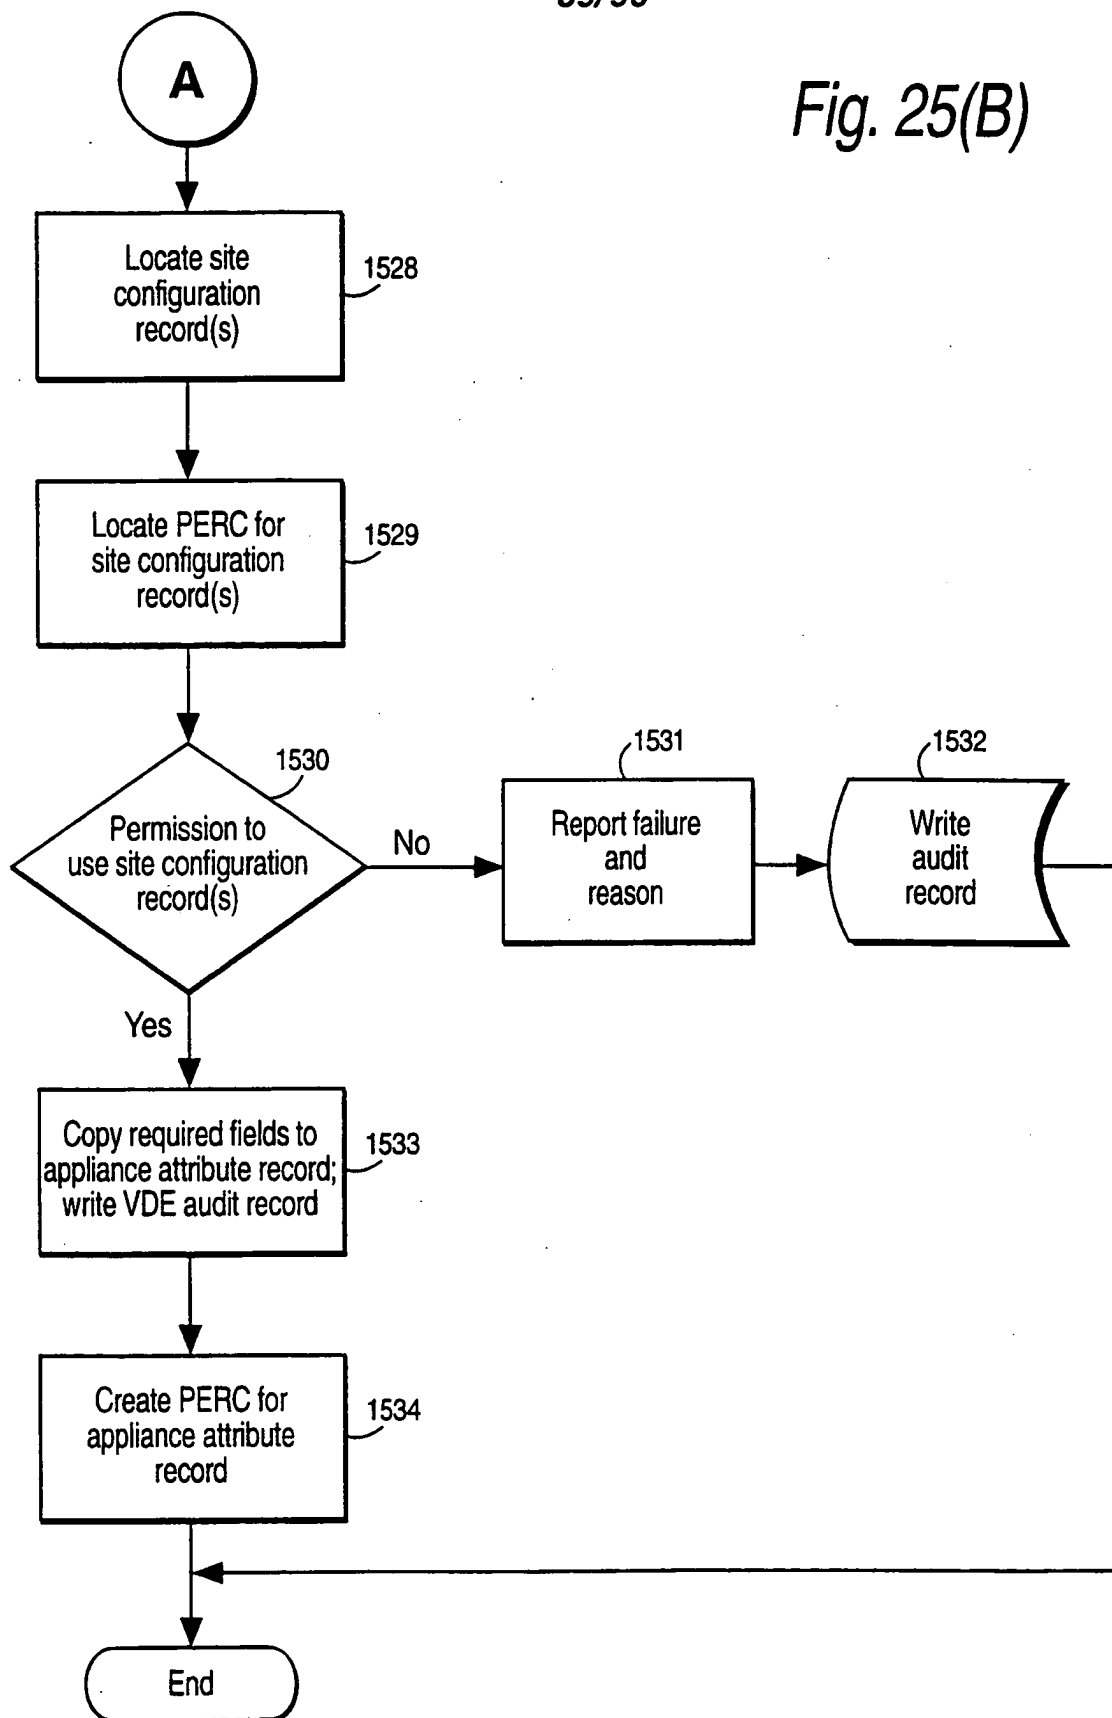 A
Fig. 25(B)
Locate site
configuration
record(s)
1528
Locate PERC for
site configuration
record(s)
1529
1530
Permission to
use site configuration
record(s)
No
1531
Report failure
and
reason
1532
Write
audit
record
Yes
Copy required fields to
appliance attribute record;
write VDE audit record
1533
Create PERC for
appliance attribute
record
1534
End